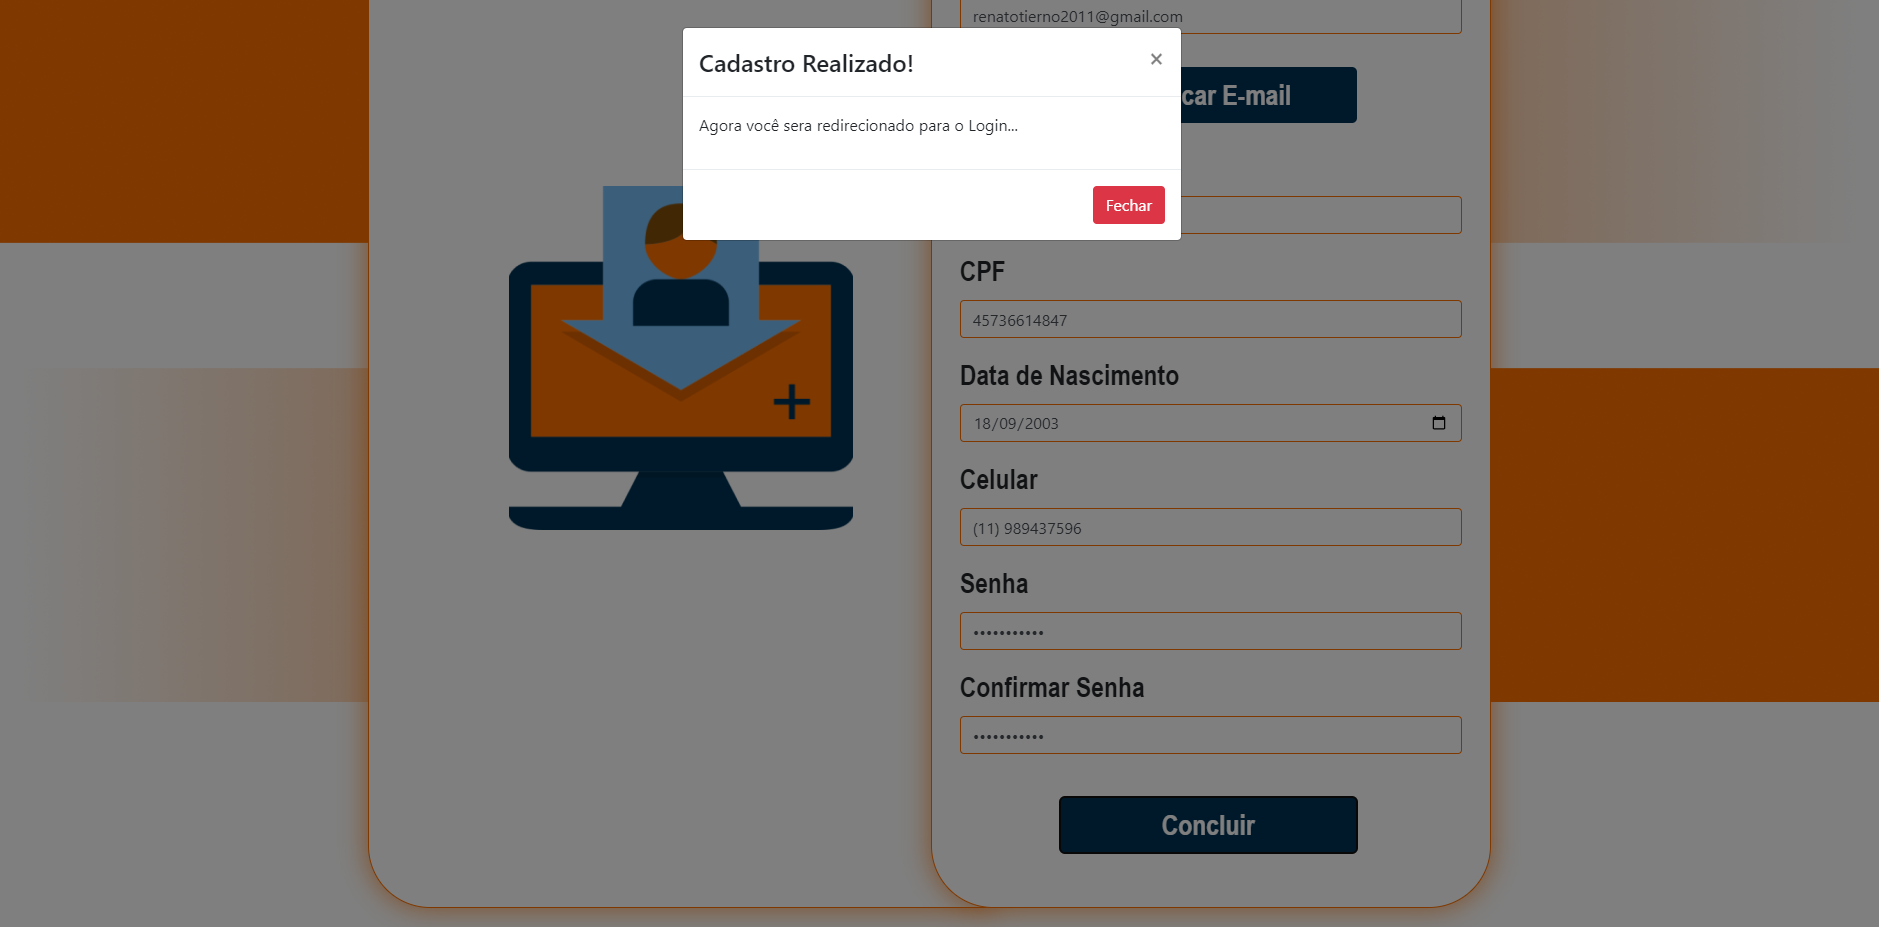 renatotierno2011@gmail.com
Cadastro Realizado!
×
car E-mail
Agora você sera redirecionado para o Login...
Fechar
CPF
45736614847
Data de Nascimento
18/09/2003
Celular
(11) 989437596
Senha
•••••••••••
Confirmar Senha
•••••••••••
Concluir